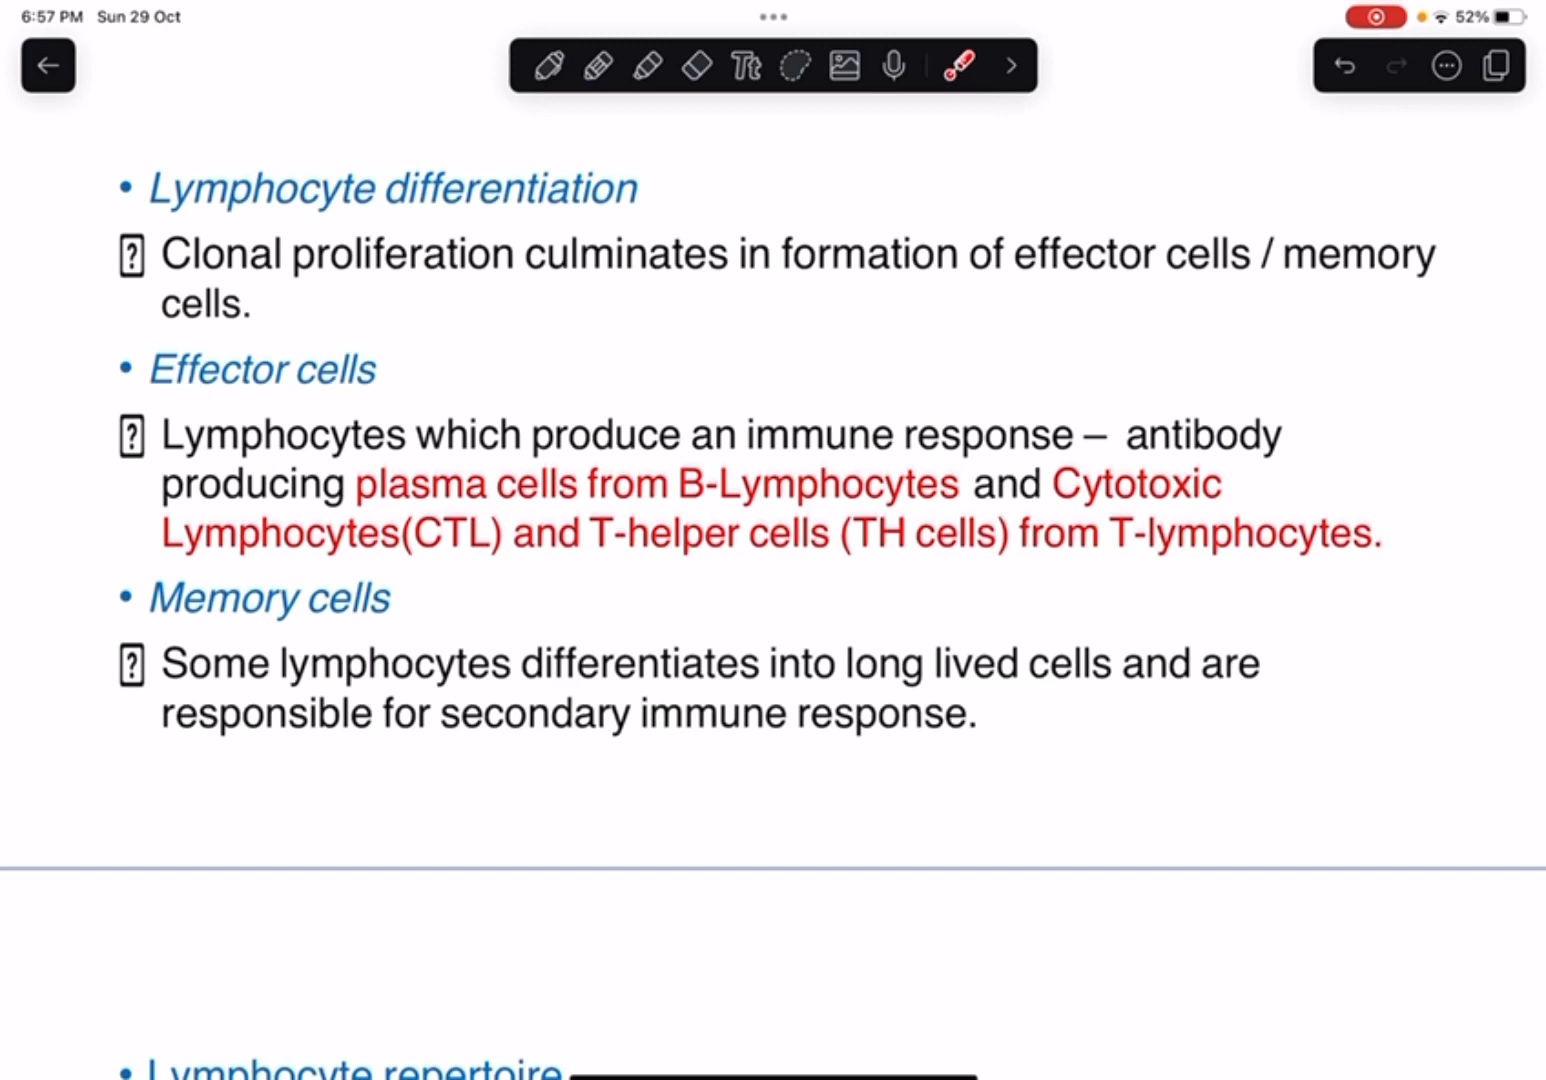 6:57 PM Sun 29 Oct
52%
Tt
• Lymphocyte differentiation
Clonal proliferation culminates in formation of effector cells / memory
cells.
• Effector cells
Lymphocytes which produce an immune response – antibody
producing plasma cells from B-Lymphocytes and Cytotoxic
Lymphocytes(CTL) and T-helper cells (TH cells) from T-lymphocytes.
• Memory cells
Some lymphocytes differentiates into long lived cells and are
responsible for secondary immune response.
• Lymphocyte repertoire